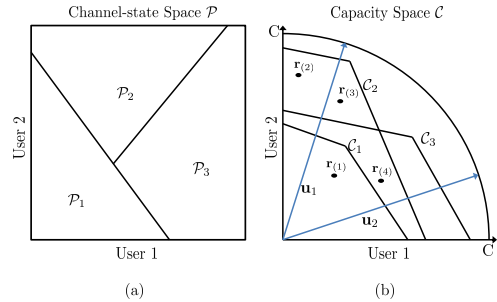 Channel-state Space 𝒫
User 2
𝒫₂
𝒫₃
𝒫₁
User 1
(a)
Capacity Space 𝒞
C
User 2
r₍₂₎
𝒞₂
r₍₃₎
𝒞₃
𝒞₁
r₍₁₎
r₍₄₎
u₁
u₂
User 1
C
(b)